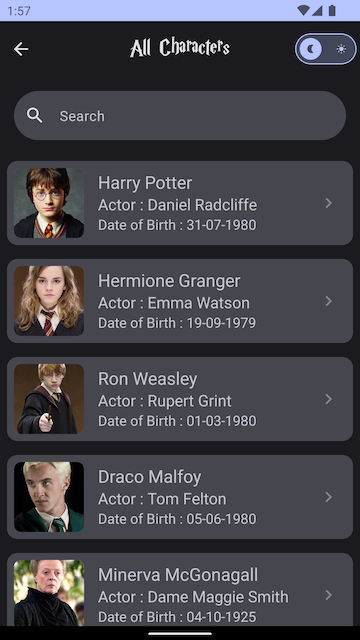 1:57
All Characters
Search
Harry Potter
Actor : Daniel Radcliffe
Date of Birth : 31-07-1980
Hermione Granger
Actor : Emma Watson
Date of Birth : 19-09-1979
Ron Weasley
Actor : Rupert Grint
Date of Birth : 01-03-1980
Draco Malfoy
Actor : Tom Felton
Date of Birth : 05-06-1980
Minerva McGonagall
Actor : Dame Maggie Smith
Date of Birth : 04-10-1925